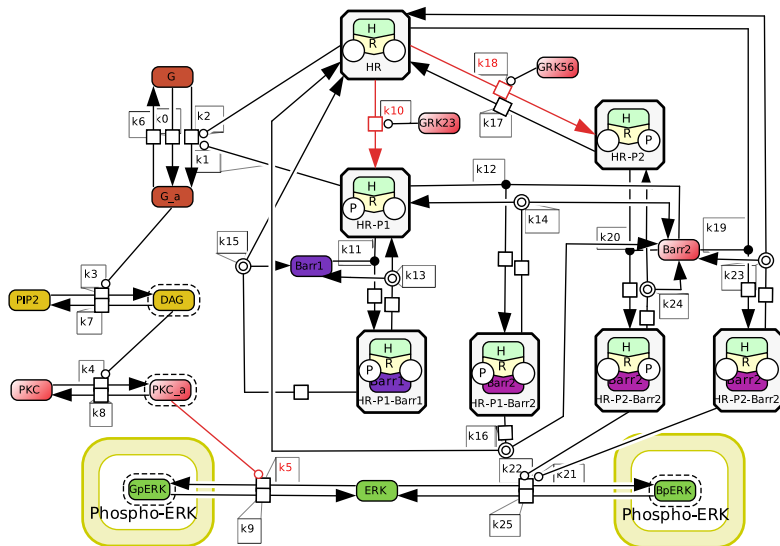 H
R
HR
k18
GRK56
G
k6
k0
k2
k10
GRK23
k17
H
R
P
HR-P2
k1
k12
H
R
P
HR-P1
G_a
k14
k15
k11
k20
k19
Barr2
Barr1
k13
k3
k23
k24
PIP2
DAG
k7
H
R
P
Barr1
HR-P1-Barr1
H
R
P
Barr2
HR-P1-Barr2
H
R
Barr2
P
HR-P2-Barr2
H
R
Barr2
HR-P2-Barr2
k4
PKC
PKC_a
k8
k16
k5
k22
k21
GpERK
ERK
BpERK
Phospho-ERK
Phospho-ERK
k9
k25